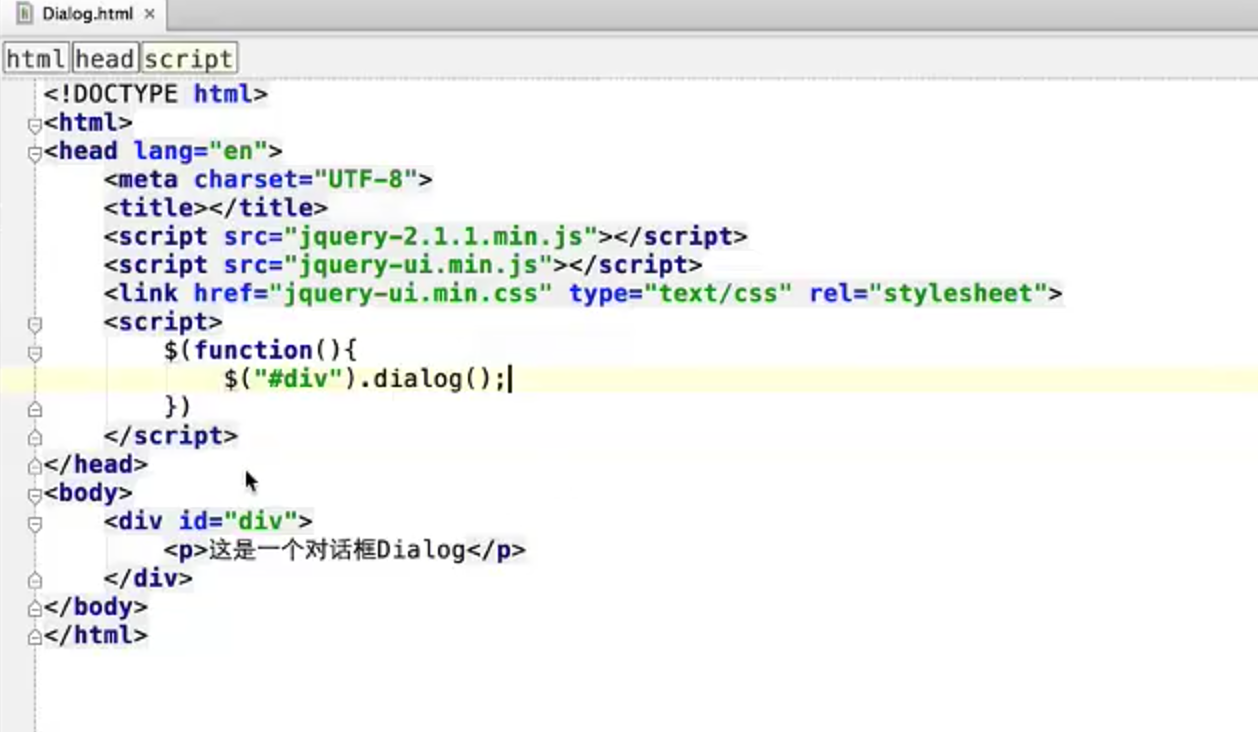 Dialog.html ×
html head script
<!DOCTYPE html>
<html>
<head lang="en">
    <meta charset="UTF-8">
    <title></title>
    <script src="jquery-2.1.1.min.js"></script>
    <script src="jquery-ui.min.js"></script>
    <link href="jquery-ui.min.css" type="text/css" rel="stylesheet">
    <script>
        $(function(){
            $("#div").dialog();
        })
    </script>
</head>
<body>
    <div id="div">
        <p>这是一个对话框Dialog</p>
    </div>
</body>
</html>